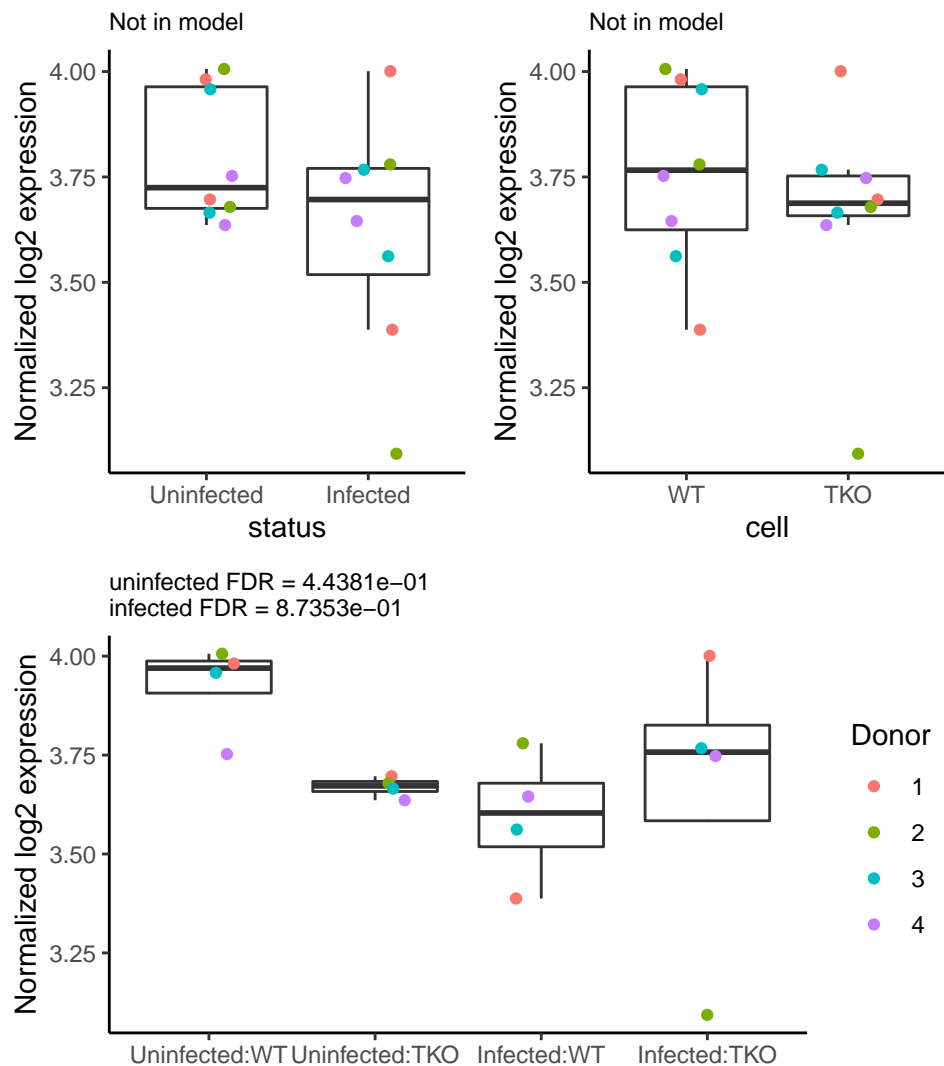 Not in model
Normalized log2 expression
4.00
3.75
3.50
3.25
Uninfected Infected
status
Not in model
Normalized log2 expression
4.00
3.75
3.50
3.25
WT TKO
cell
uninfected FDR = 4.4381e−01
infected FDR = 8.7353e−01
Normalized log2 expression
4.00
3.75
3.50
3.25
Uninfected:WT Uninfected:TKO Infected:WT Infected:TKO
Donor
1
2
3
4